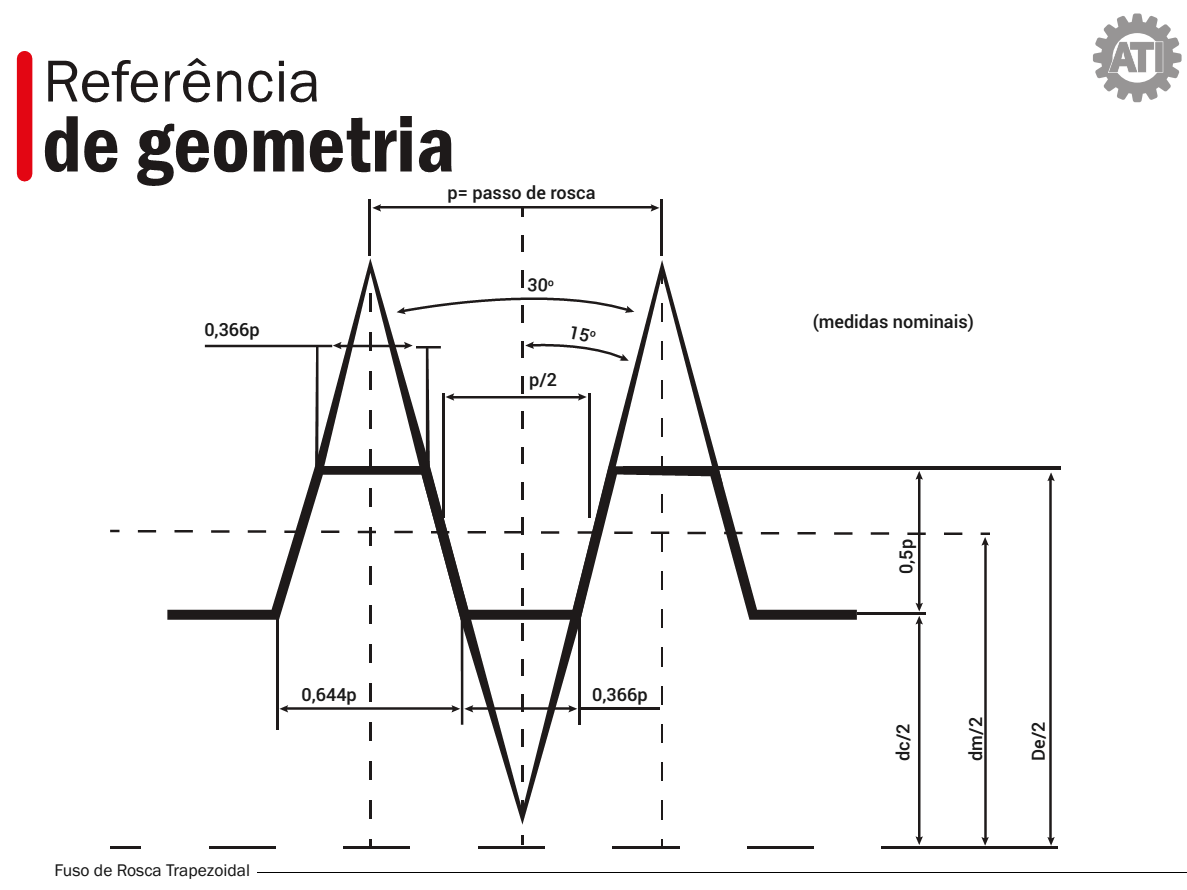 ATI
Referência
de geometria
p= passo de rosca
30º
(medidas nominais)
0,366p
15º
p/2
0,5p
0,644p
0,366p
dc/2
dm/2
De/2
Fuso de Rosca Trapezoidal